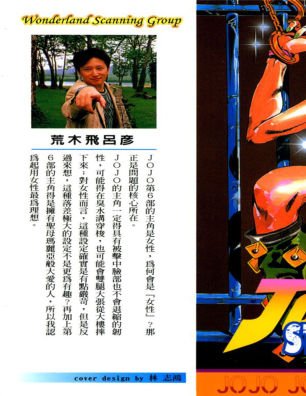 Wonderland Scanning Group
荒木飛呂彥
JOJO第6部的主角是女性，為何會是「女性」？那
正是問題的核心所在。
JOJO的主角一定得具有被擊中臉部也不會退縮的韌
性，可能得在臭水溝穿梭，也可能會雙腿大張從大樓摔
下來；對女性而言，這種設定確實是有點嚴苛，但是反
過來想，這種落差極大的設定不是更為有趣？再加上第
6部的主角得是擁有聖母瑪麗亞般大愛的人，所以我認
為起用女性最為理想。
cover design by 林 志鴻
JOJO JO